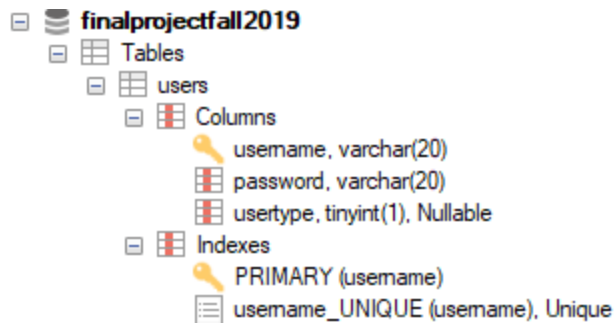 finalprojectfall2019
Tables
users
Columns
username, varchar(20)
password, varchar(20)
usertype, tinyint(1), Nullable
Indexes
PRIMARY (username)
username_UNIQUE (username), Unique